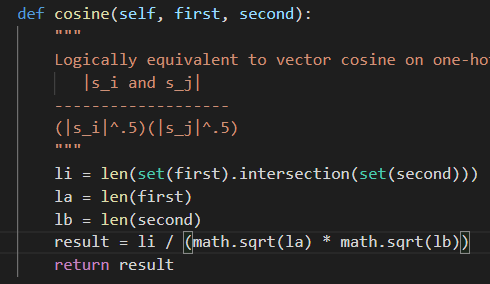 def cosine(self, first, second):
"""
Logically equivalent to vector cosine on one-ho
|s_i and s_j|
-------------------
(|s_i|^.5)(|s_j|^.5)
"""
li = len(set(first).intersection(set(second)))
la = len(first)
lb = len(second)
result = li / (math.sqrt(la) * math.sqrt(lb))
return result